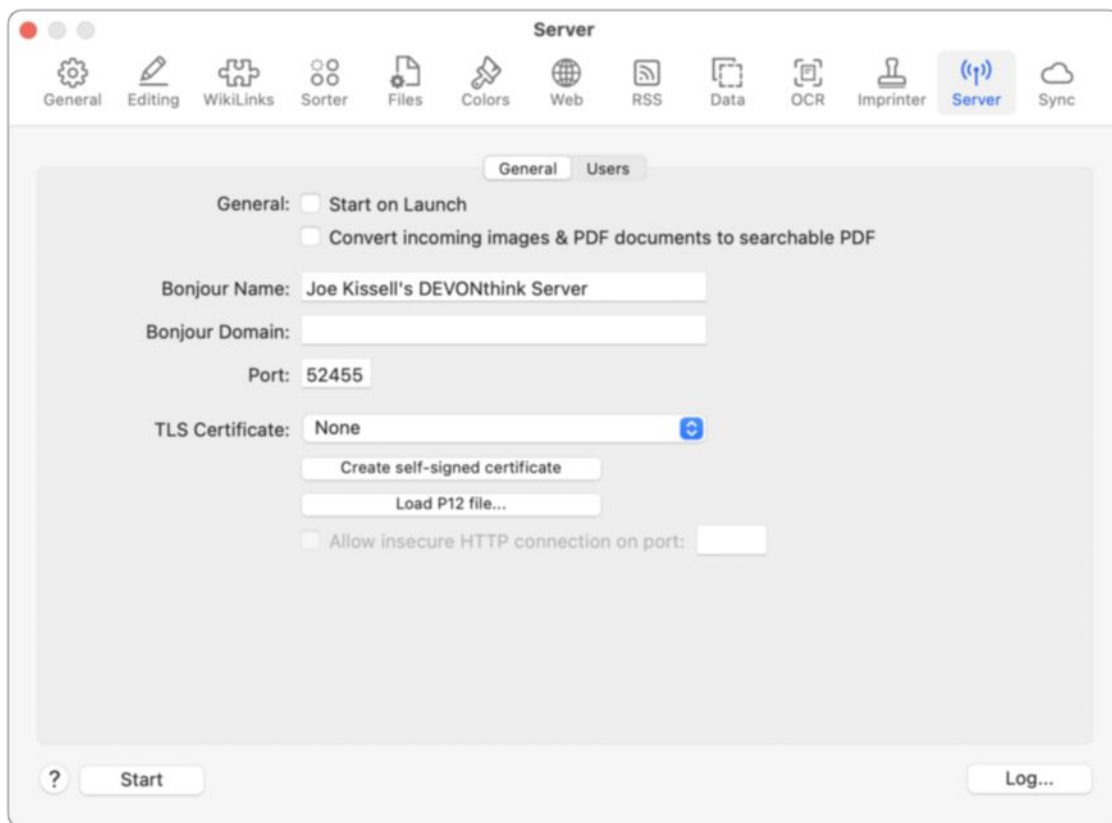 Server
General Editing WikiLinks Sorter Files Colors Web RSS Data OCR Imprinter Server Sync
General Users
General: Start on Launch
Convert incoming images & PDF documents to searchable PDF
Bonjour Name: Joe Kissell's DEVONthink Server
Bonjour Domain:
Port: 52455
TLS Certificate: None
Create self-signed certificate
Load P12 file...
Allow insecure HTTP connection on port:
? Start Log...